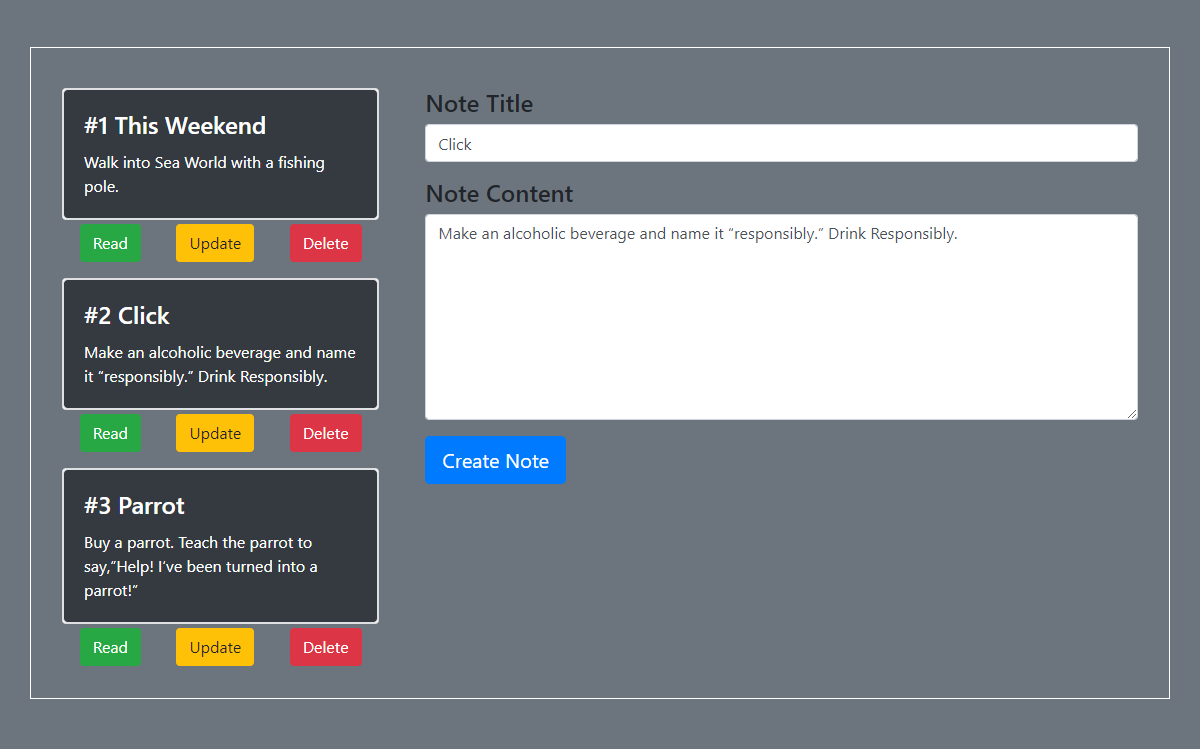 #1 This Weekend
Walk into Sea World with a fishing
pole.
Read Update Delete
#2 Click
Make an alcoholic beverage and name
it “responsibly.” Drink Responsibly.
Read Update Delete
#3 Parrot
Buy a parrot. Teach the parrot to
say,”Help! I’ve been turned into a
parrot!”
Read Update Delete
Note Title
Click
Note Content
Make an alcoholic beverage and name it “responsibly.” Drink Responsibly.
Create Note